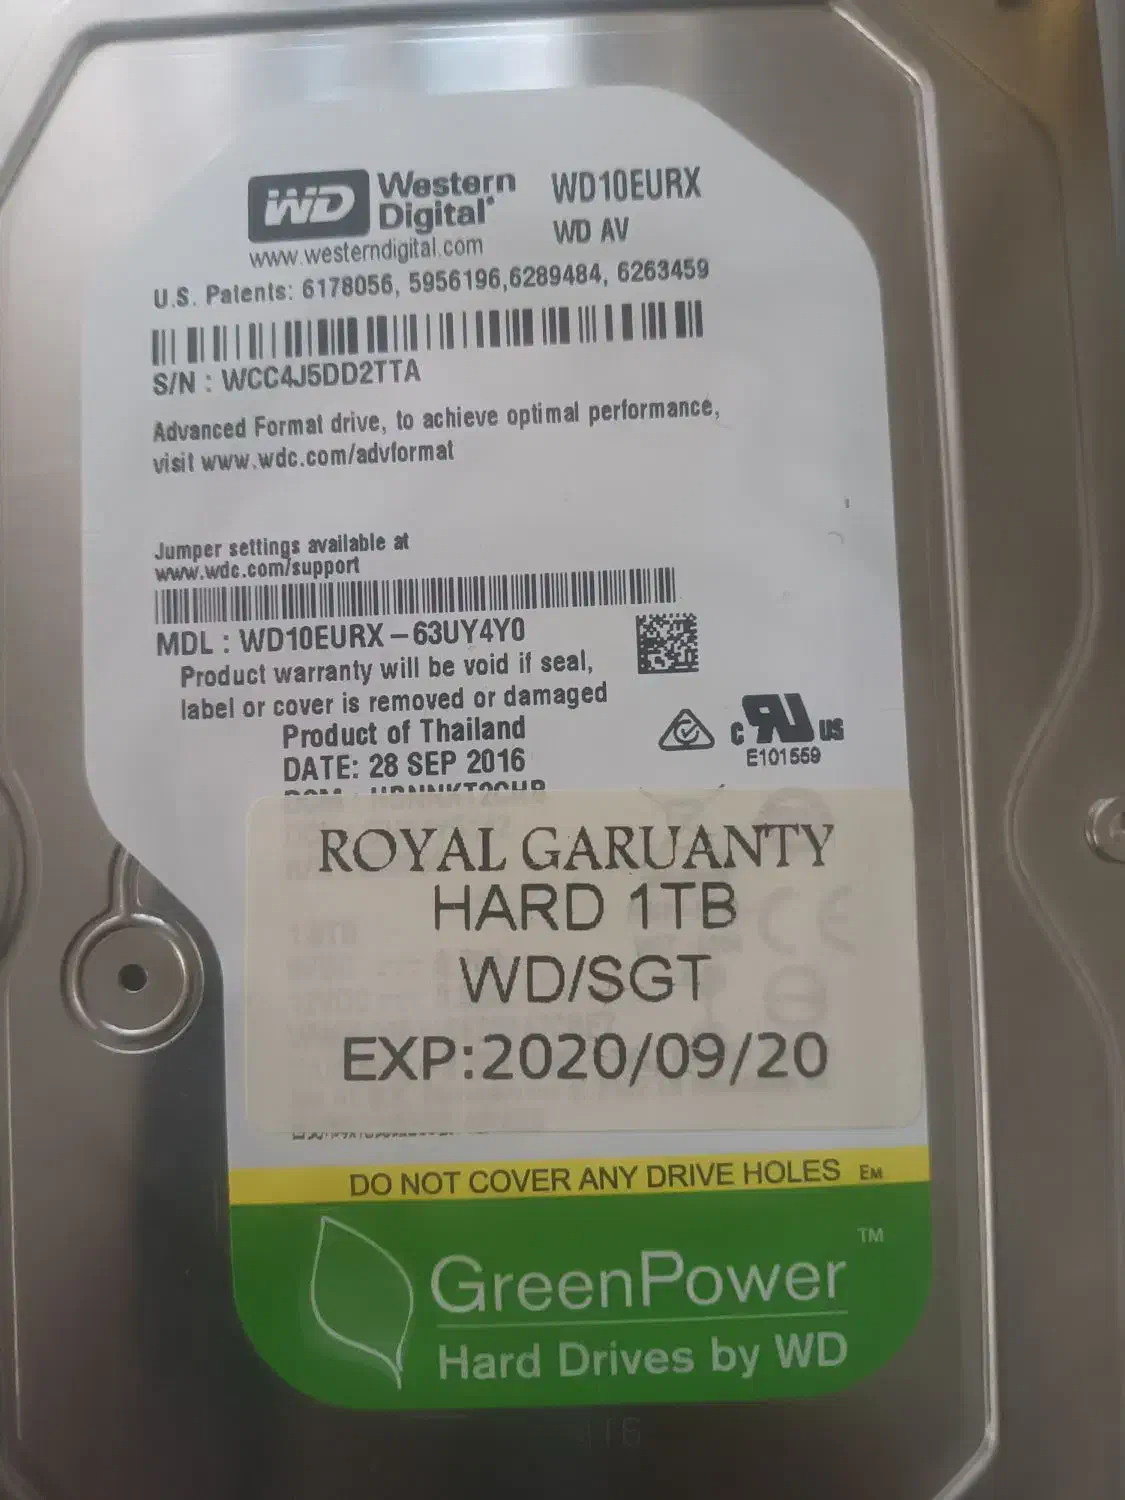 WD Western Digital
www.westerndigital.com
WD10EURX
WD AV
U.S. Patents: 6178056, 5956196,6289484, 6263459
S/N : WCC4J5DD2TTA
Advanced Format drive, to achieve optimal performance,
visit www.wdc.com/advformat
Jumper settings available at
www.wdc.com/support
MDL : WD10EURX – 63UY4Y0
Product warranty will be void if seal,
label or cover is removed or damaged
Product of Thailand
DATE: 28 SEP 2016
C UR US
E101559
ROYAL GARUANTY
HARD 1TB
WD/SGT
EXP:2020/09/20
DO NOT COVER ANY DRIVE HOLES EM
GreenPower TM
Hard Drives by WD